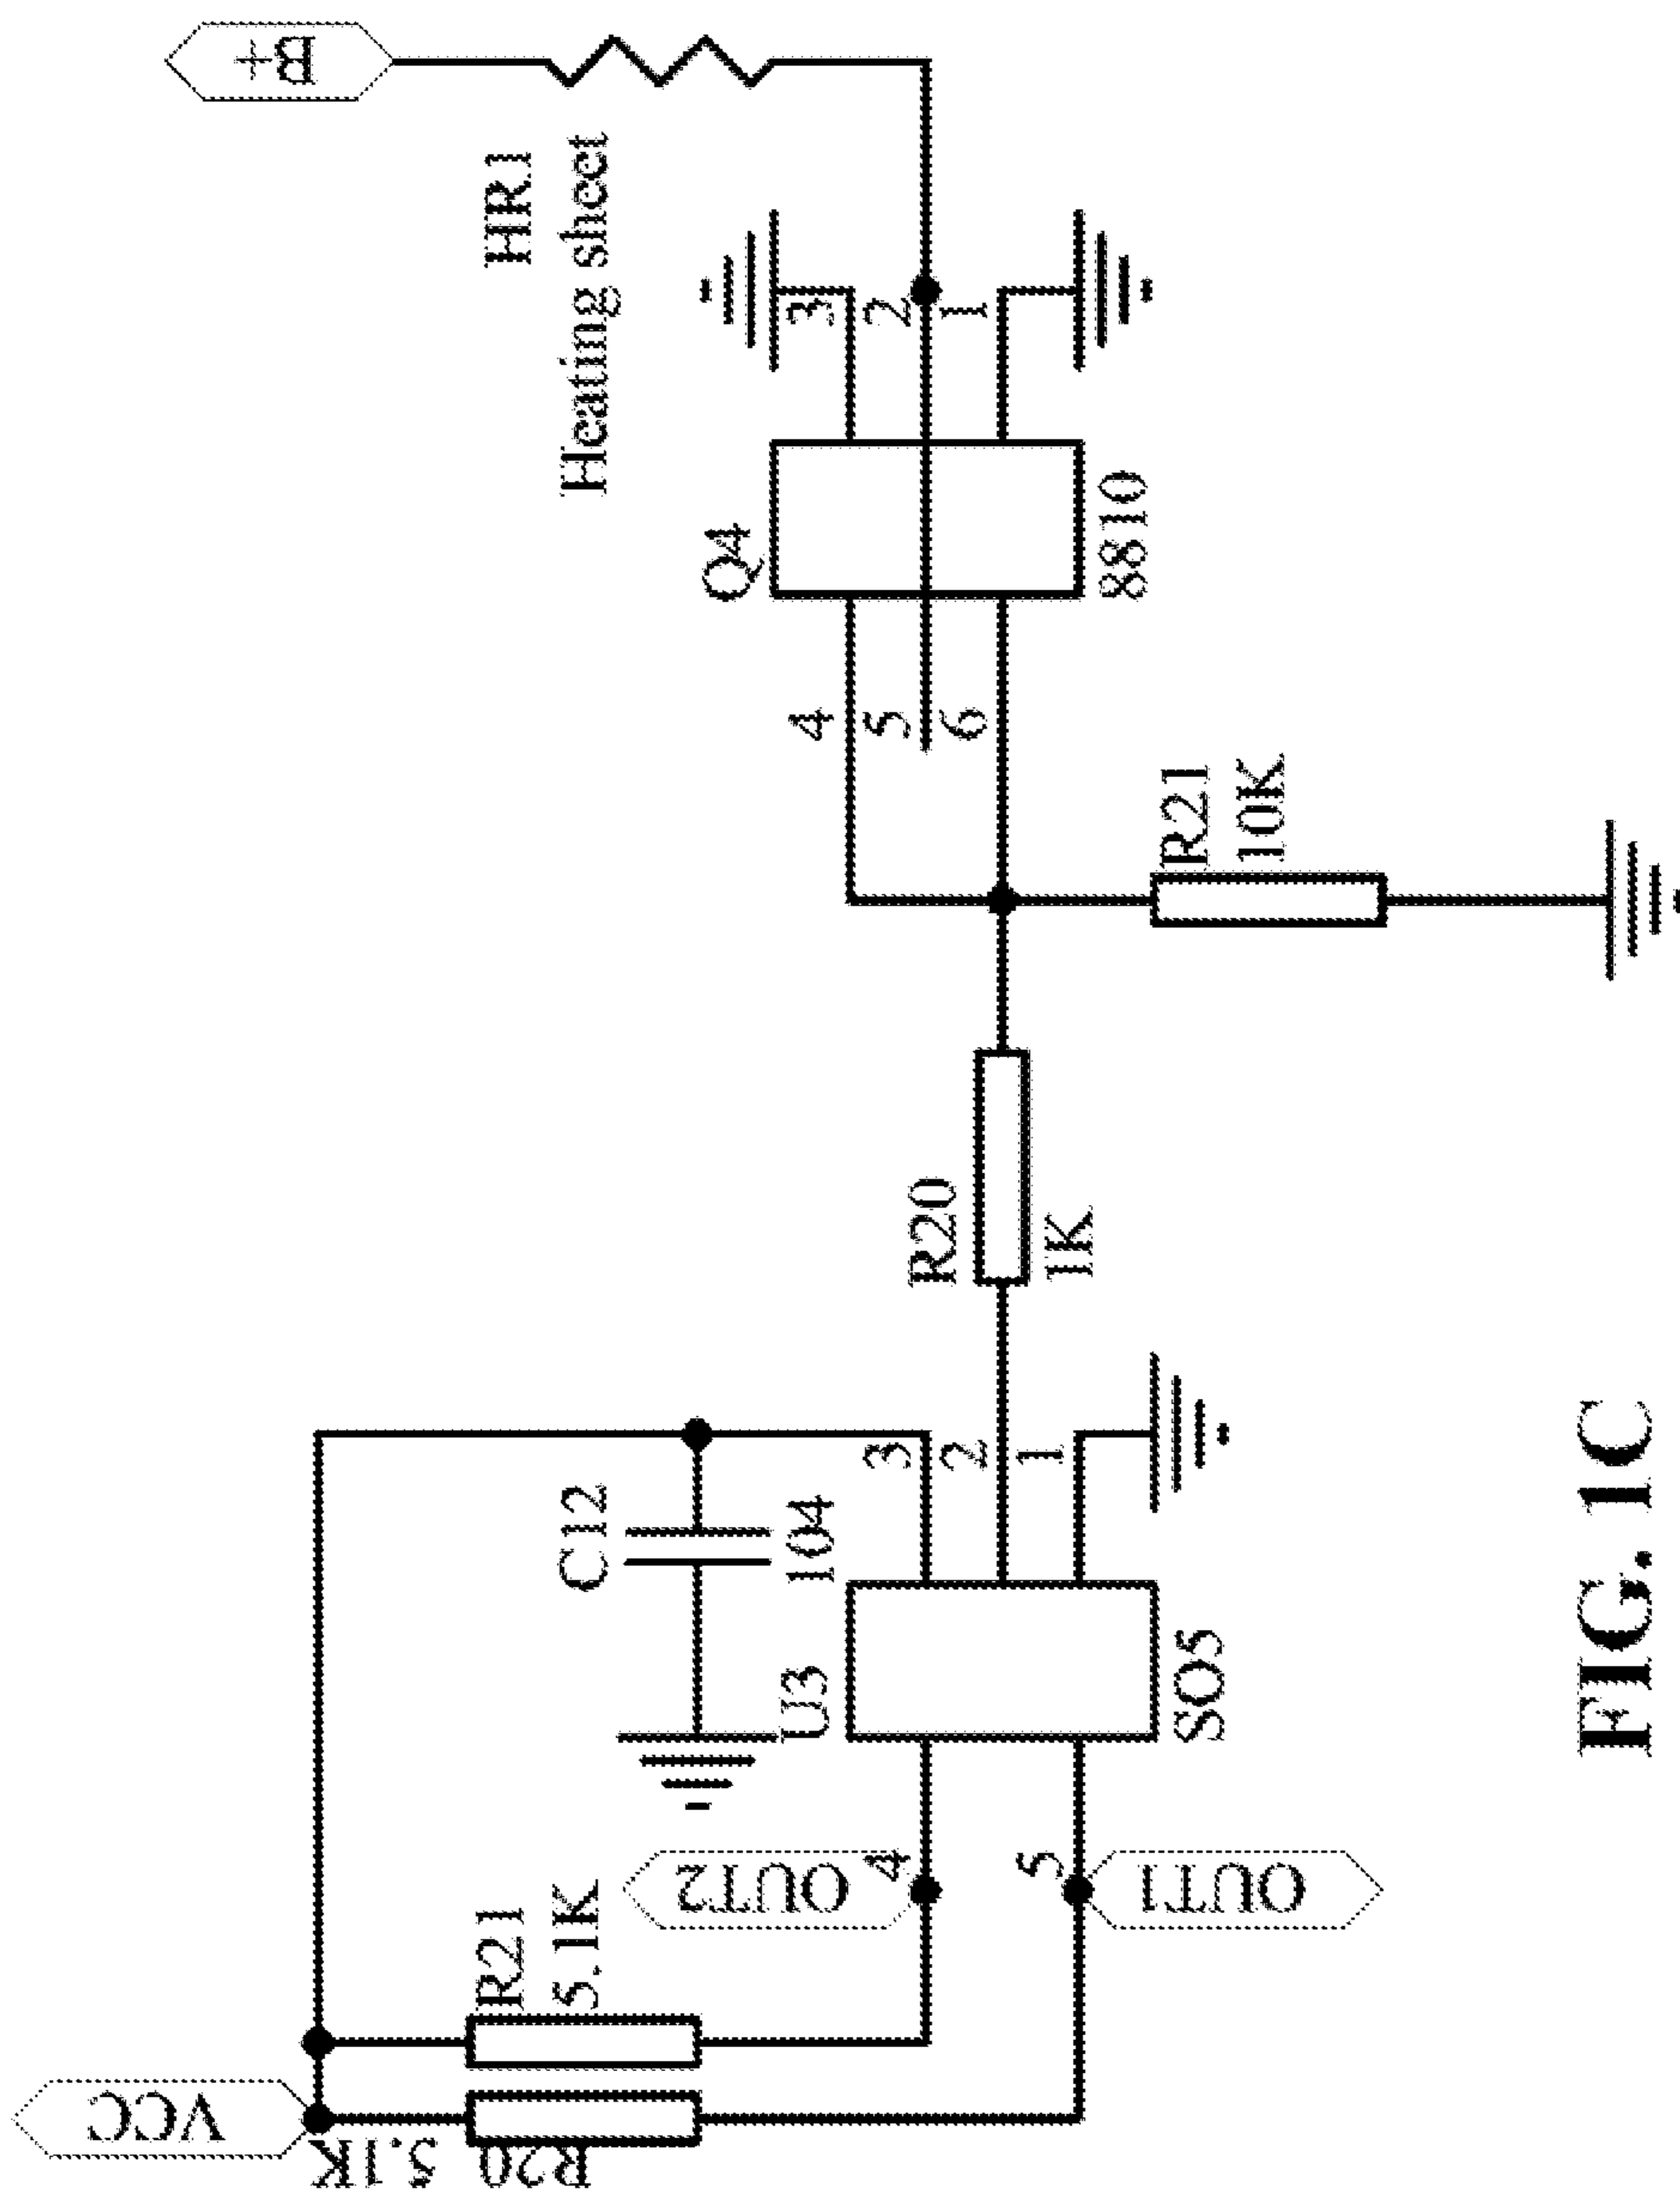 VCC
5.1K
R20
R21
5.1K
OUT2
4
5
OUT1
U3
SO5
C12
104
3
2
1
R20
1K
R21
10K
4
5
6
Q4
8810
3
2
1
HR1
Heating sheet
B+
FIG. 1C